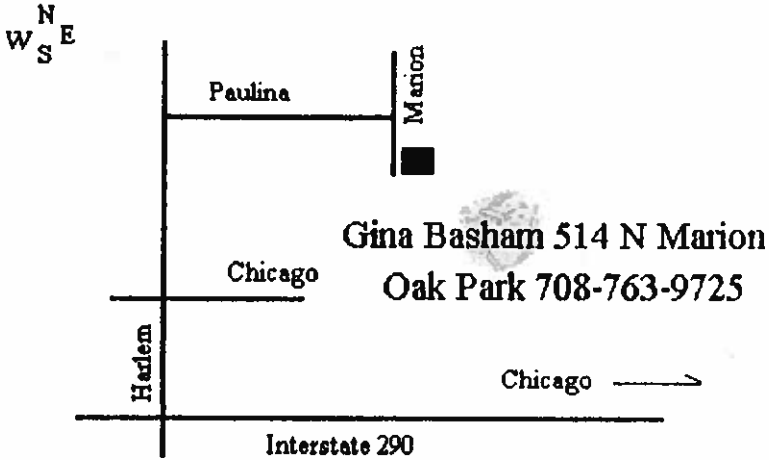 N
W E
S
Paulina
Marion
Gina Basham 514 N Marion
Oak Park 708-763-9725
Chicago
Harlem
Chicago
Interstate 290